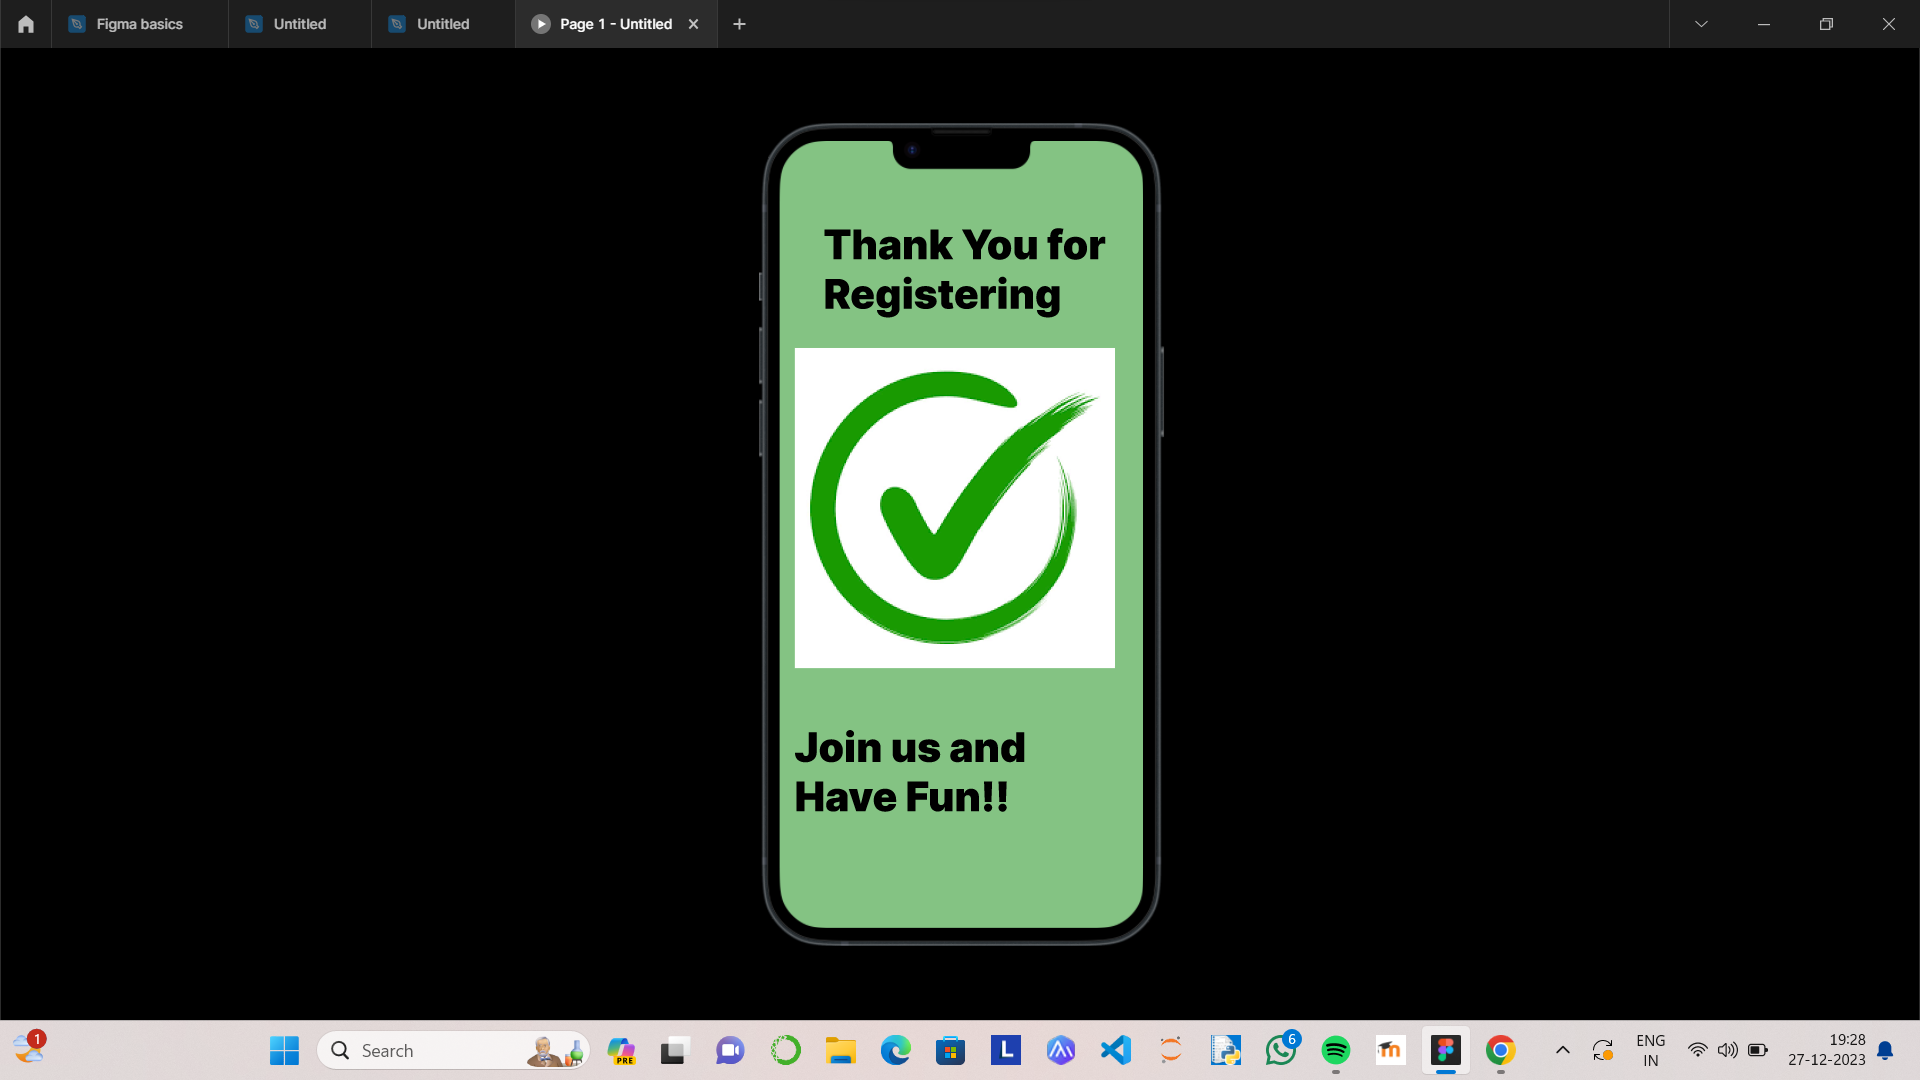 Figma basics
Untitled
Untitled
Page 1 - Untitled
Thank You for
Registering
Join us and
Have Fun!!
1
Search
PRE
L
6
m
ENG
IN
19:28
27-12-2023